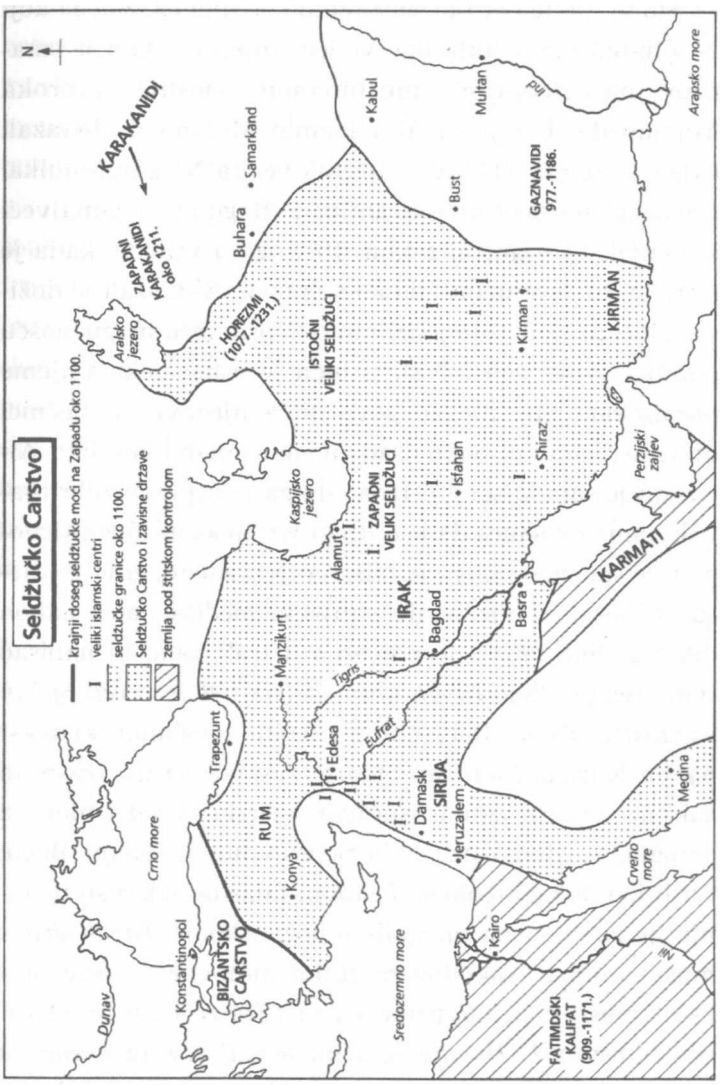 Seldžučko Carstvo
krajnji doseg seldžučke moći na Zapadu oko 1100.
I veliki islamski centri
seldžučke granice oko 1100.
Seldžučko Carstvo i zavisne države
zemlja pod šiitskom kontrolom
N
Dunav
Crno more
Konstantinopol
BIZANTSKO
CARSTVO
Trapezunt
RUM
Konya
Manzikurt
Edesa
Tigris
Eufrat
Sredozemno more
Damask
SIRIJA
Jeruzalem
Kairo
Nil
FATIMIDSKI
KALIFAT
(909.-1171.)
Crveno
more
Medina
Kaspijsko
jezero
Alamut
IRAK
Bagdad
Basra
ZAPADNI
VELIKI SELDŽUCI
Isfahan
Shiraz
KARMATI
Perzijski
zaljev
Aralsko
jezero
KARAKANIDI
ZAPADNI
KARAKANIDI
oko 1221.
HOREZMI
(1077.-1231.)
Buhara
Samarkand
ISTOČNI
VELIKI SELDŽUCI
Kirman
KIRMAN
Kabul
Bust
Multan
Ind
GAZNAVIDI
977.-1186.
Arapsko more